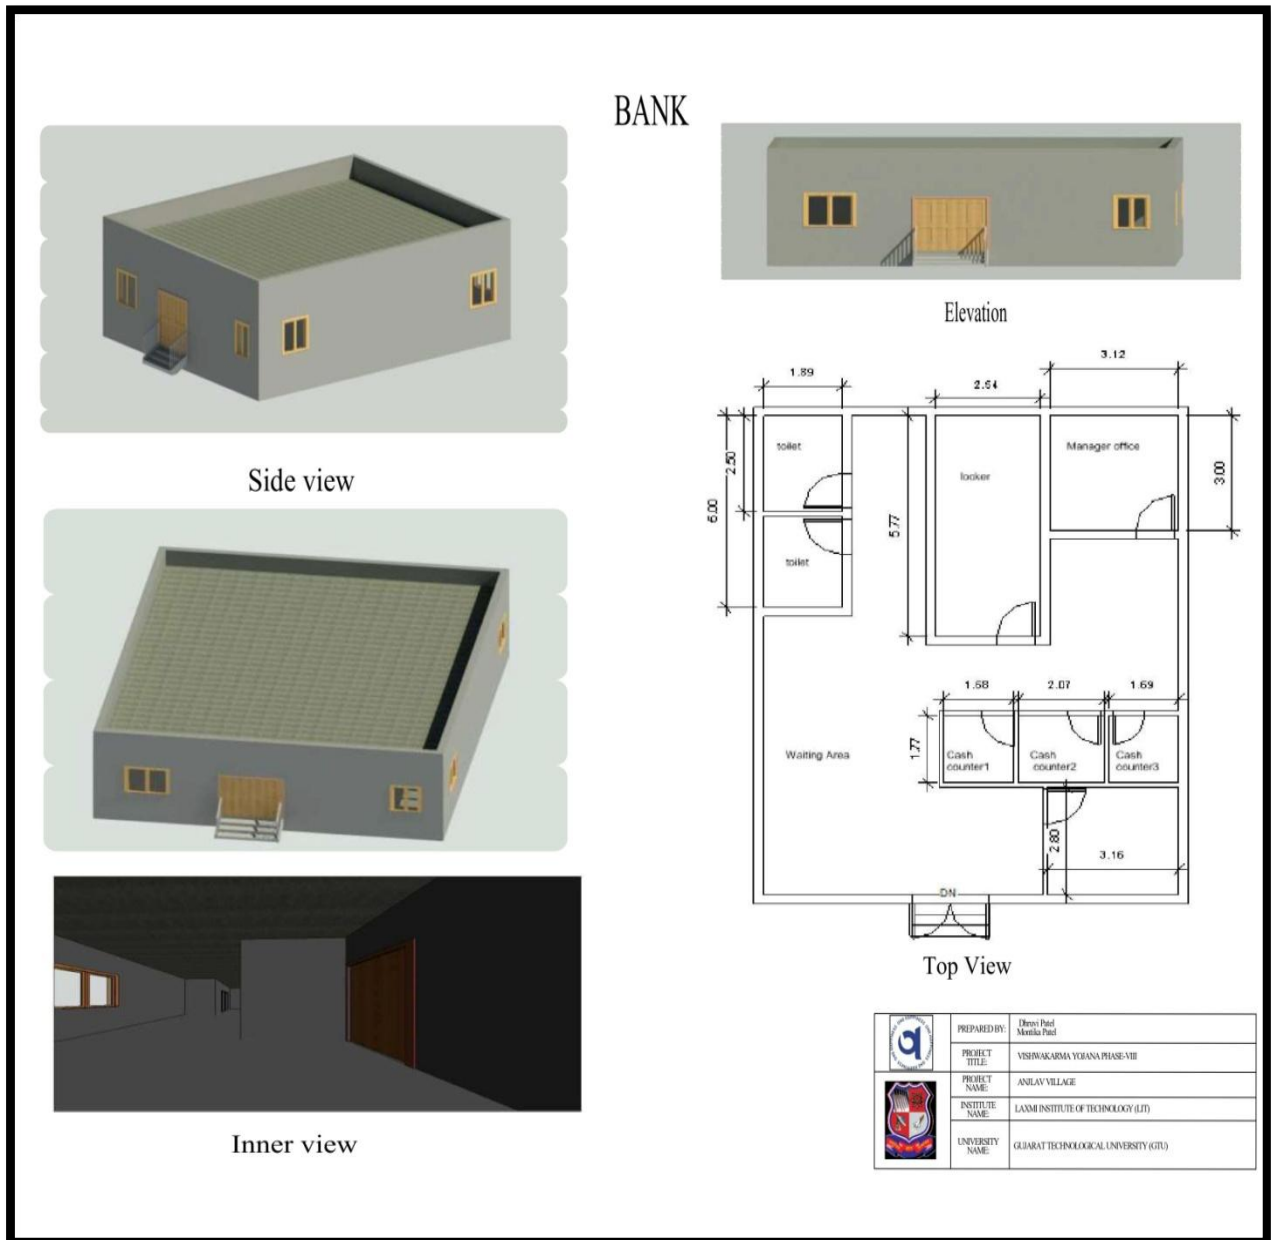 BANK
Side view
Elevation
1.89
2.64
3.12
toilet
2.50
6.00
5.77
locker
Manager office
3.00
toilet
1.68
2.07
1.69
1.77
Waiting Area
Cash
counter1
Cash
counter2
Cash
counter3
2.80
3.16
DN
Top View
Inner view
PREPARED BY:
Dhruvi Patel
Montika Patel
PROJECT
TITLE:
VISHWAKARMA YOJANA PHASE-VIII
PROJECT
NAME:
ANJLAV VILLAGE
INSTITUTE
NAME:
LAXMI INSTITUTE OF TECHNOLOGY (LIT)
UNIVERSITY
NAME:
GUJARAT TECHNOLOGICAL UNIVERSITY (GTU)